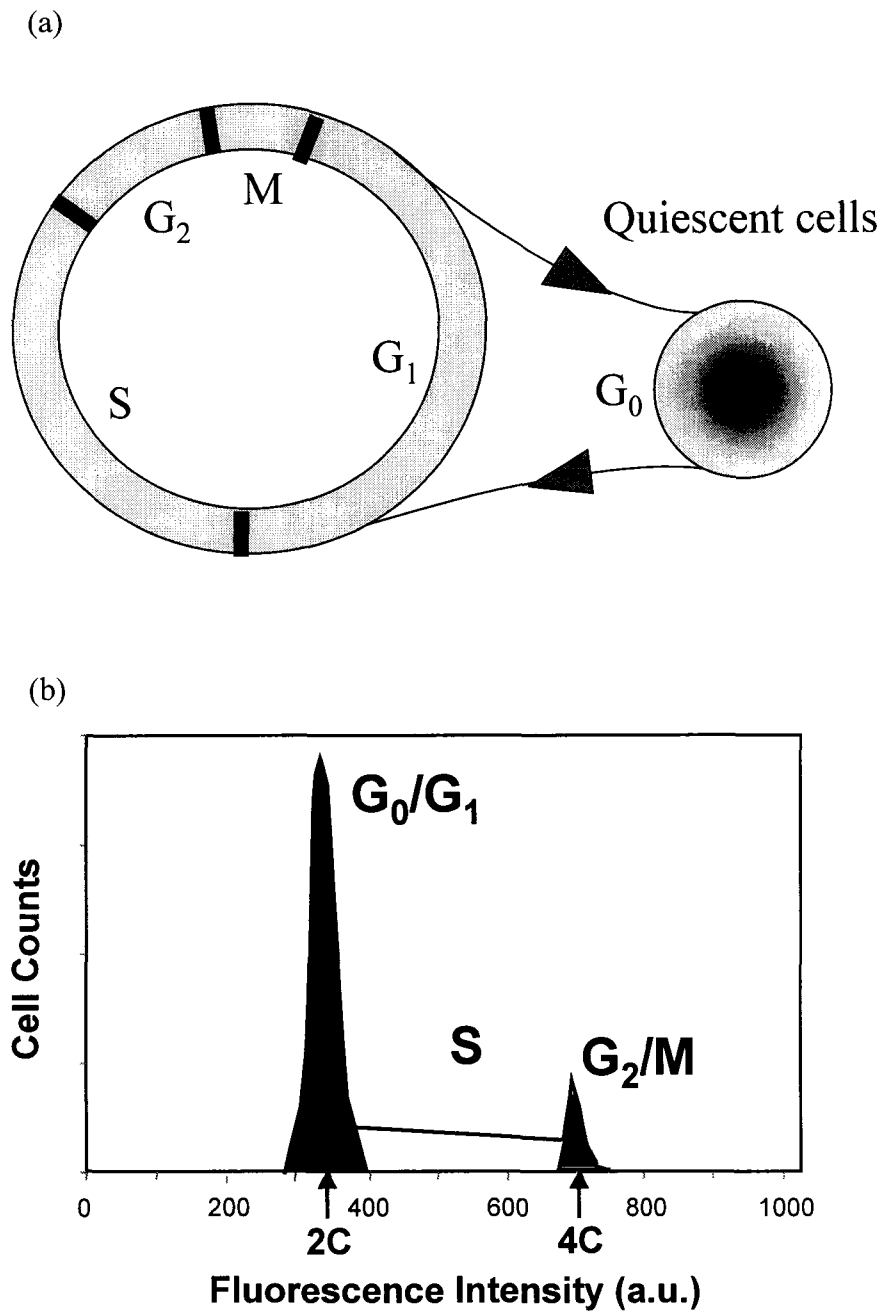 (a)
M
G₂
Quiescent cells
G₁
G₀
S
(b)
G₀/G₁
S
G₂/M
Cell Counts
0 200 400 600 800 1000
2C 4C
Fluorescence Intensity (a.u.)